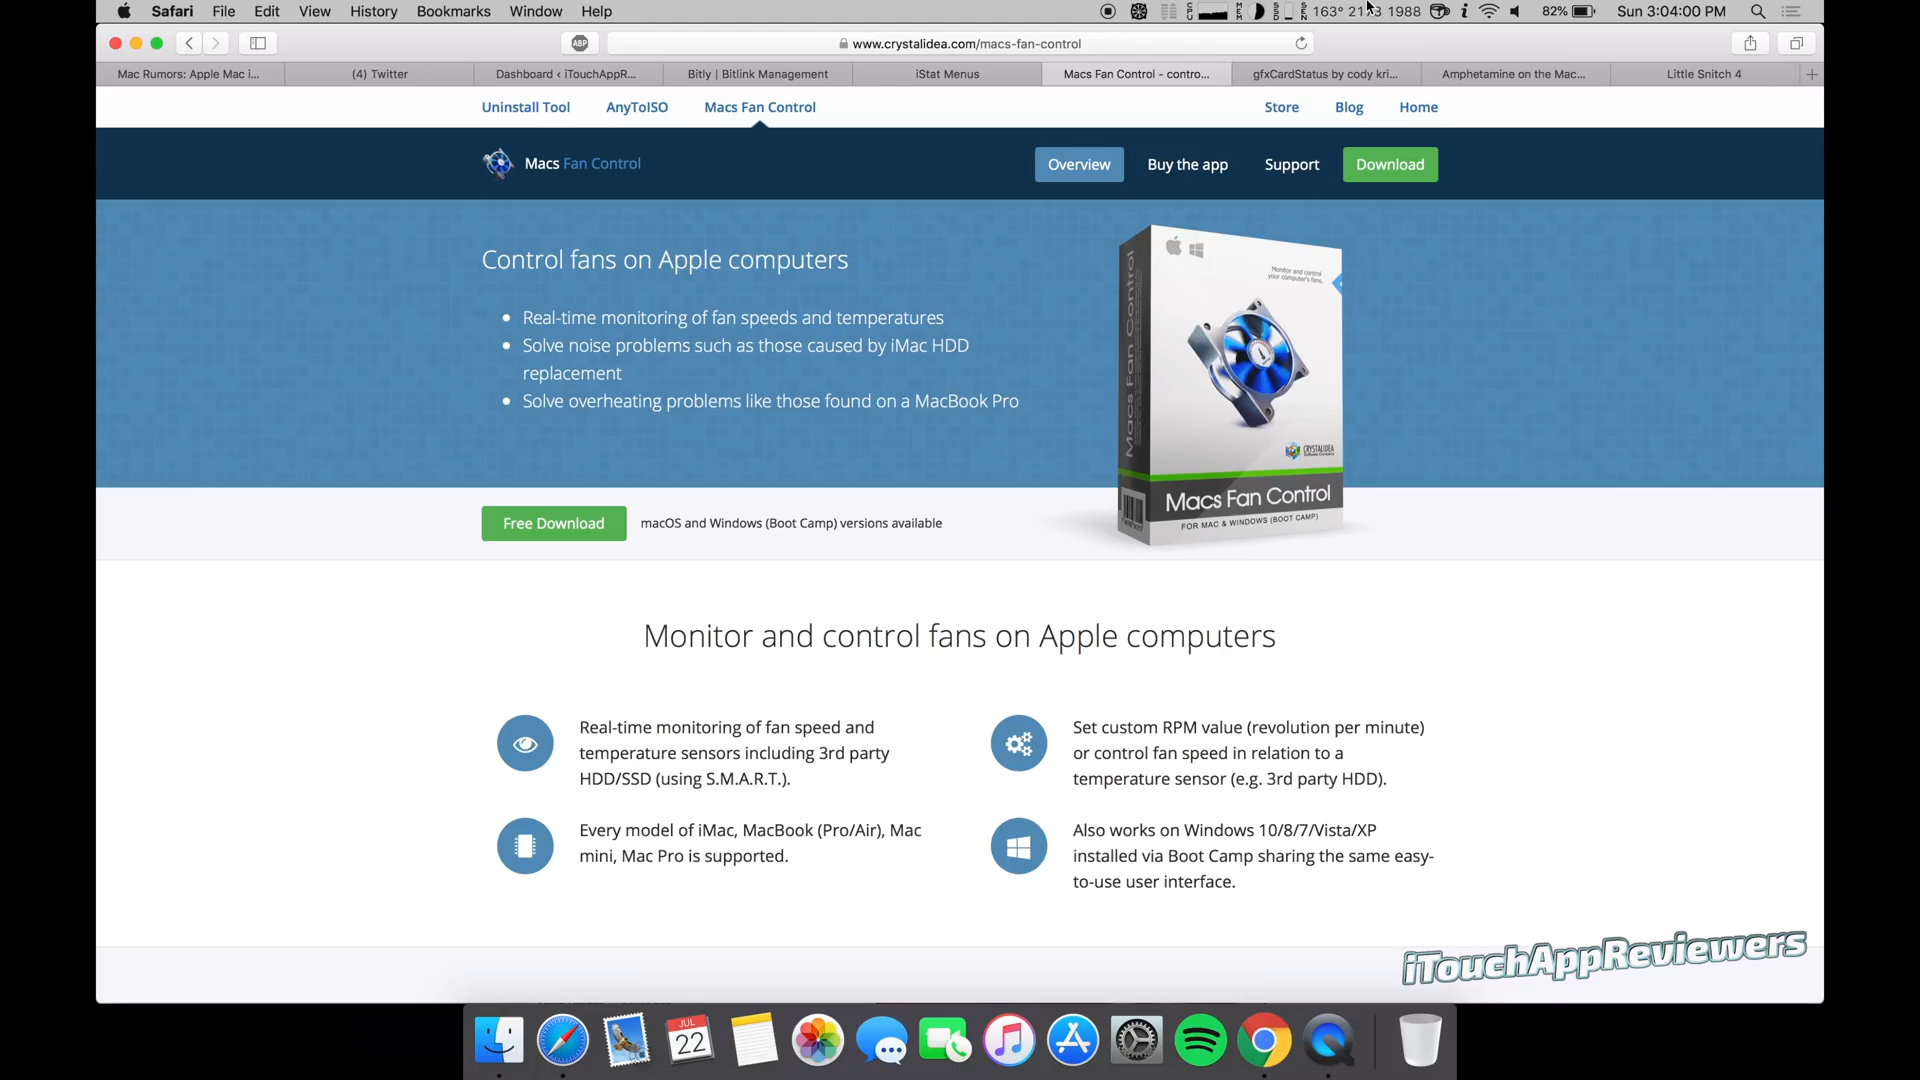 Safari File Edit View History Bookmarks Window Help
163° 1988 82% Sun 3:04:00 PM
ABP www.crystalidea.com/macs-fan-control
Mac Rumors: Apple Mac i... (4) Twitter Dashboard ‹ iTouchAppR... Bitly | Bitlink Management iStat Menus Macs Fan Control - contro... gfxCardStatus by cody kri... Amphetamine on the Mac... Little Snitch 4
Uninstall Tool AnyToISO Macs Fan Control Store Blog Home
Macs Fan Control Overview Buy the app Support Download
Control fans on Apple computers
Real-time monitoring of fan speeds and temperatures
Solve noise problems such as those caused by iMac HDD
replacement
Solve overheating problems like those found on a MacBook Pro
Monitor and control
your computer's fans.
Macs Fan Control
CRYSTALIDEA
Macs Fan Control
FOR MAC & WINDOWS (BOOT CAMP)
Free Download macOS and Windows (Boot Camp) versions available
Monitor and control fans on Apple computers
Real-time monitoring of fan speed and
temperature sensors including 3rd party
HDD/SSD (using S.M.A.R.T.).
Set custom RPM value (revolution per minute)
or control fan speed in relation to a
temperature sensor (e.g. 3rd party HDD).
Every model of iMac, MacBook (Pro/Air), Mac
mini, Mac Pro is supported.
Also works on Windows 10/8/7/Vista/XP
installed via Boot Camp sharing the same easy-
to-use user interface.
iTouchAppReviewers
JUL
22